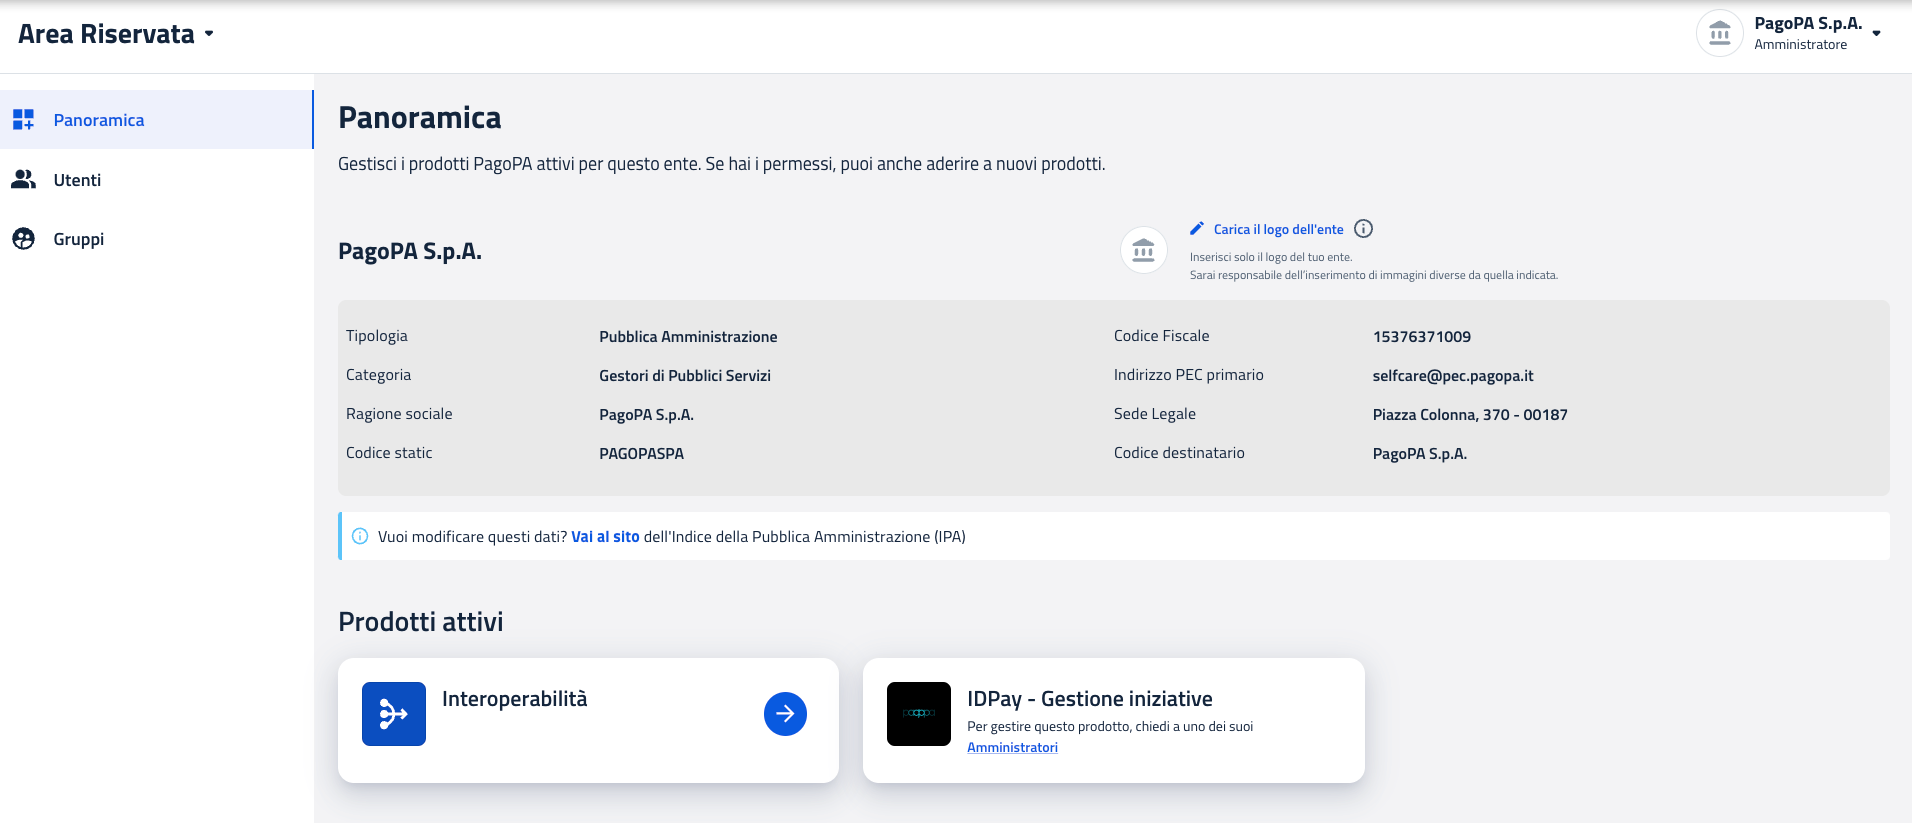 Area Riservata
PagoPA S.p.A.
Amministratore
Panoramica
Utenti
Gruppi
Panoramica
Gestisci i prodotti PagoPA attivi per questo ente. Se hai i permessi, puoi anche aderire a nuovi prodotti.
PagoPA S.p.A.
Carica il logo dell'ente
Inserisci solo il logo del tuo ente.
Sarai responsabile dell'inserimento di immagini diverse da quella indicata.
Tipologia Pubblica Amministrazione
Categoria Gestori di Pubblici Servizi
Ragione sociale PagoPA S.p.A.
Codice static PAGOPASPA
Codice Fiscale 15376371009
Indirizzo PEC primario selfcare@pec.pagopa.it
Sede Legale Piazza Colonna, 370 - 00187
Codice destinatario PagoPA S.p.A.
Vuoi modificare questi dati? Vai al sito dell'Indice della Pubblica Amministrazione (IPA)
Prodotti attivi
Interoperabilità
pagopa
IDPay - Gestione iniziative
Per gestire questo prodotto, chiedi a uno dei suoi
Amministratori